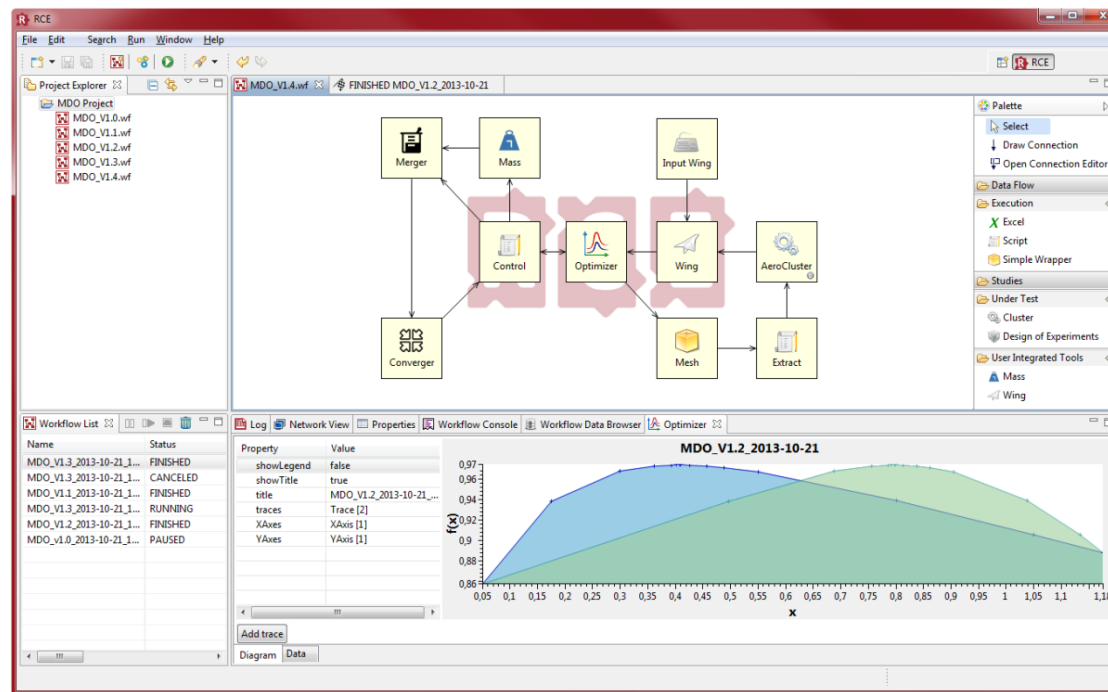 RCE
File Edit Search Run Window Help
RCE
Project Explorer
MDO Project
MDO_V1.0.wf
MDO_V1.1.wf
MDO_V1.2.wf
MDO_V1.3.wf
MDO_V1.4.wf
MDO_V1.4.wf FINISHED MDO_V1.2_2013-10-21
Merger
Mass
Input Wing
Control
Optimizer
Wing
AeroCluster
Converger
Mesh
Extract
Palette
Select
Draw Connection
Open Connection Editor
Data Flow
Execution
Excel
Script
Simple Wrapper
Studies
Under Test
Cluster
Design of Experiments
User Integrated Tools
Mass
Wing
Workflow List
Name Status
MDO_V1.3_2013-10-21_1... FINISHED
MDO_V1.3_2013-10-21_1... CANCELED
MDO_V1.1_2013-10-21_1... FINISHED
MDO_V1.3_2013-10-21_1... RUNNING
MDO_V1.2_2013-10-21_1... FINISHED
MDO_v1.0_2013-10-21_1... PAUSED
Log Network View Properties Workflow Console Workflow Data Browser Optimizer
Property Value
showLegend false
showTitle true
title MDO_V1.2_2013-10-21_...
traces Trace [2]
XAxes XAxis [1]
YAxes YAxis [1]
Add trace
Diagram Data
MDO_V1.2_2013-10-21
f(x)
0,97
0,96
0,94
0,92
0,9
0,88
0,86
0,05 0,1 0,15 0,2 0,25 0,3 0,35 0,4 0,45 0,5 0,55 0,6 0,65 0,7 0,75 0,8 0,85 0,9 0,95 1 1,05 1,1 1,18
x